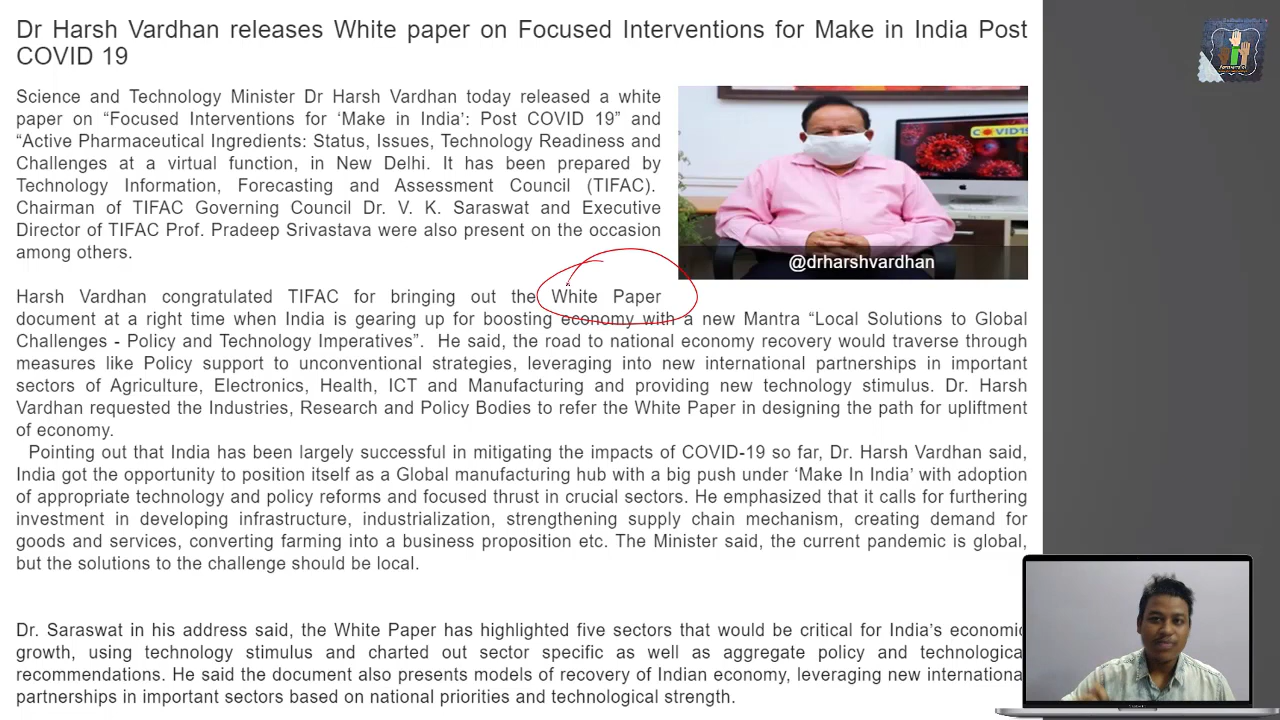 Dr Harsh Vardhan releases White paper on Focused Interventions for Make in India Post
COVID 19
Science and Technology Minister Dr Harsh Vardhan today released a white
paper on “Focused Interventions for ‘Make in India’: Post COVID 19” and
“Active Pharmaceutical Ingredients: Status, Issues, Technology Readiness and
Challenges at a virtual function, in New Delhi. It has been prepared by
Technology Information, Forecasting and Assessment Council (TIFAC).
Chairman of TIFAC Governing Council Dr. V. K. Saraswat and Executive
Director of TIFAC Prof. Pradeep Srivastava were also present on the occasion
among others.
COVID19
@drharshvardhan
Harsh Vardhan congratulated TIFAC for bringing out the White Paper
document at a right time when India is gearing up for boosting economy with a new Mantra “Local Solutions to Global
Challenges - Policy and Technology Imperatives”. He said, the road to national economy recovery would traverse through
measures like Policy support to unconventional strategies, leveraging into new international partnerships in important
sectors of Agriculture, Electronics, Health, ICT and Manufacturing and providing new technology stimulus. Dr. Harsh
Vardhan requested the Industries, Research and Policy Bodies to refer the White Paper in designing the path for upliftment
of economy.
Pointing out that India has been largely successful in mitigating the impacts of COVID-19 so far, Dr. Harsh Vardhan said,
India got the opportunity to position itself as a Global manufacturing hub with a big push under ‘Make In India’ with adoption
of appropriate technology and policy reforms and focused thrust in crucial sectors. He emphasized that it calls for furthering
investment in developing infrastructure, industrialization, strengthening supply chain mechanism, creating demand for
goods and services, converting farming into a business proposition etc. The Minister said, the current pandemic is global,
but the solutions to the challenge should be local.
Dr. Saraswat in his address said, the White Paper has highlighted five sectors that would be critical for India’s economic
growth, using technology stimulus and charted out sector specific as well as aggregate policy and technologica
recommendations. He said the document also presents models of recovery of Indian economy, leveraging new internationa
partnerships in important sectors based on national priorities and technological strength.